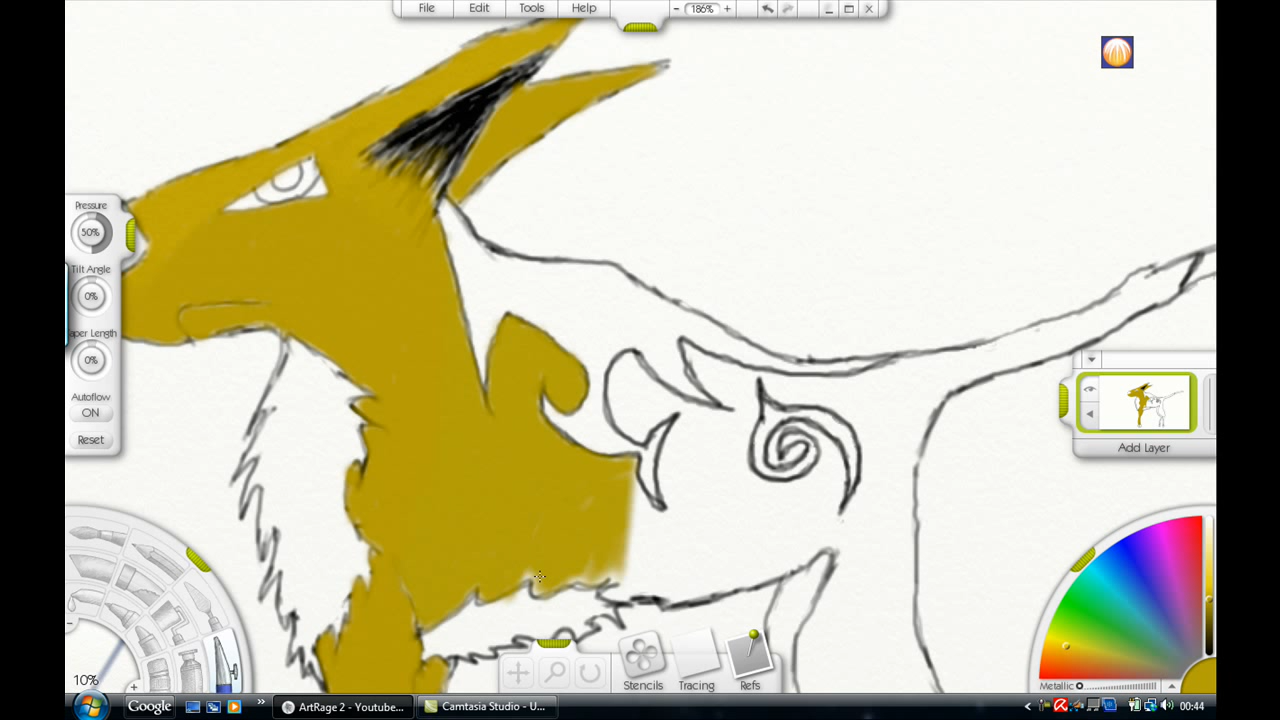 File Edit Tools Help
186%
Pressure
50%
Tilt Angle
0%
aper Length
0%
Autoflow
ON
Reset
10%
Add Layer
Metallic
Stencils Tracing Refs
Google
ArtRage 2 - Youtube...
Camtasia Studio - U...
00:44